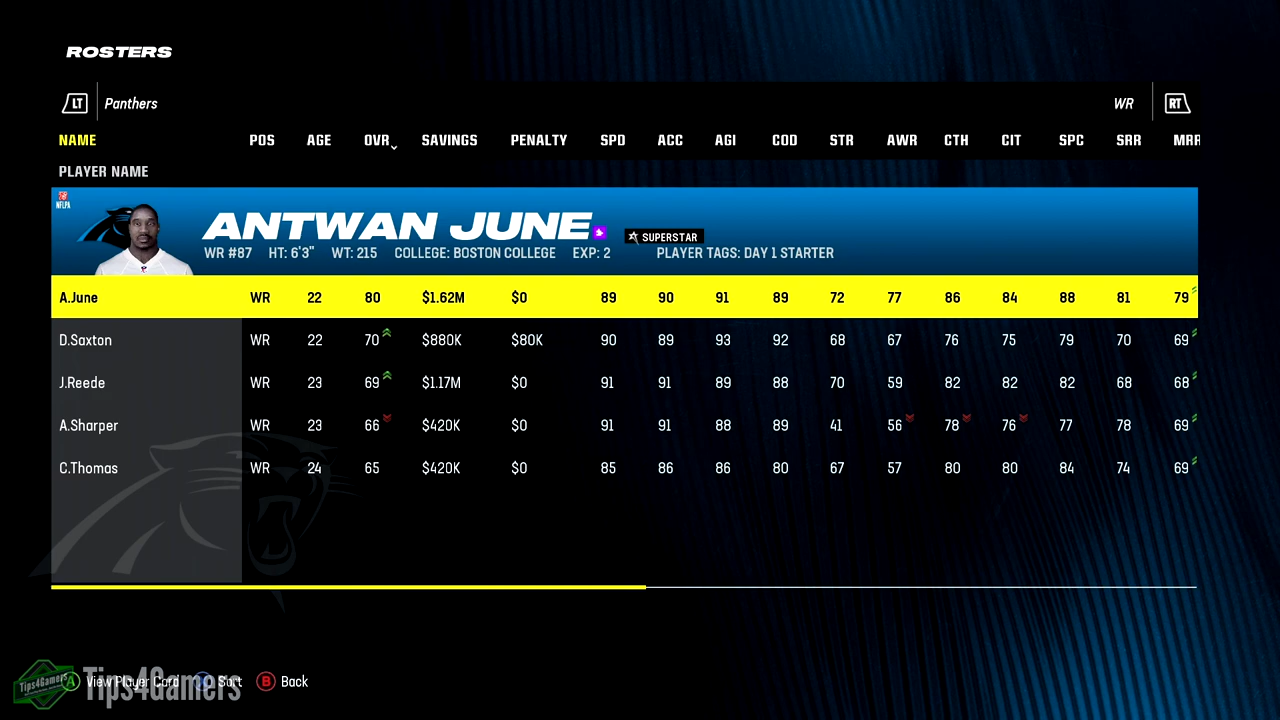 ROSTERS
LT Panthers WR RT
NAME POS AGE OVR SAVINGS PENALTY SPD ACC AGI COD STR AWR CTH CIT SPC SRR MRR
PLAYER NAME
NFLPA
ANTWAN JUNE SUPERSTAR
WR #87 HT: 6'3" WT: 215 COLLEGE: BOSTON COLLEGE EXP: 2 PLAYER TAGS: DAY 1 STARTER
A.June WR 22 80 $1.62M $0 89 90 91 89 72 77 86 84 88 81 79
D.Saxton WR 22 70 $880K $80K 90 89 93 92 68 67 76 75 79 70 69
J.Reede WR 23 69 $1.17M $0 91 91 89 88 70 59 82 82 82 68 68
A.Sharper WR 23 66 $420K $0 91 91 88 89 41 56 78 76 77 78 69
C.Thomas WR 24 65 $420K $0 85 86 86 80 67 57 80 80 84 74 69
Tips4Gamers
A View Player Card X Sort B Back
Tips4Gamers